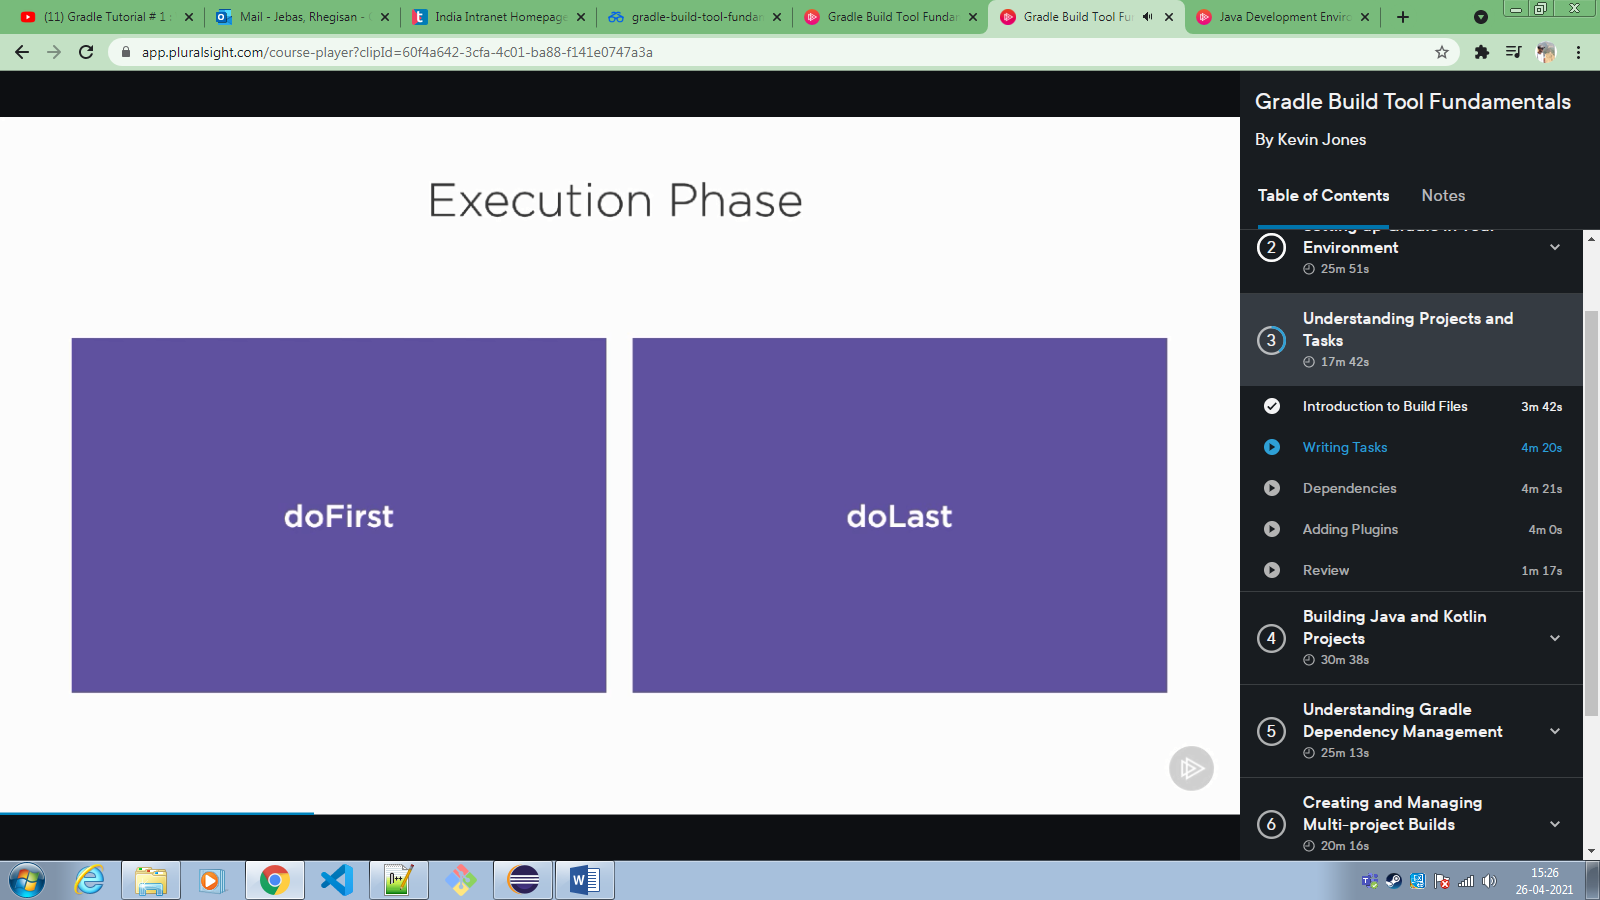 (11) Gradle Tutorial # 1
Mail - Jebas, Rhegisan -
India Intranet Homepage
gradle-build-tool-fundam
Gradle Build Tool Fundar
Gradle Build Tool Fu
Java Development Enviro
app.pluralsight.com/course-player?clipId=60f4a642-3cfa-4c01-ba88-f141e0747a3a
Execution Phase
doFirst
doLast
Gradle Build Tool Fundamentals
By Kevin Jones
Table of Contents
Notes
2
Environment
25m 51s
3
Understanding Projects and
Tasks
17m 42s
Introduction to Build Files
3m 42s
Writing Tasks
4m 20s
Dependencies
4m 21s
Adding Plugins
4m 0s
Review
1m 17s
4
Building Java and Kotlin
Projects
30m 38s
5
Understanding Gradle
Dependency Management
25m 13s
6
Creating and Managing
Multi-project Builds
20m 16s
15:26
26-04-2021